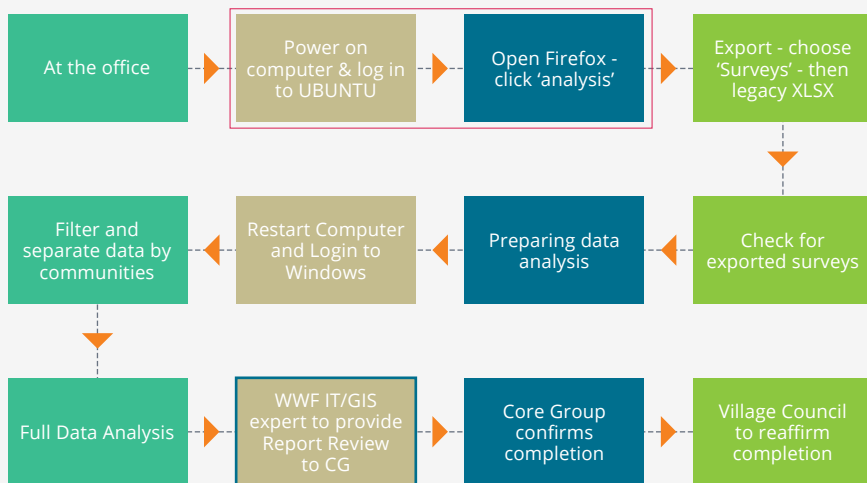 At the office
Power on
computer & log in
to UBUNTU
Open Firefox -
click ‘analysis’
Export - choose
‘Surveys’ - then
legacy XLSX
Filter and
separate data by
communities
Restart Computer
and Login to
Windows
Preparing data
analysis
Check for
exported surveys
Full Data Analysis
WWF IT/GIS
expert to provide
Report Review
to CG
Core Group
confirms
completion
Village Council
to reaffirm
completion